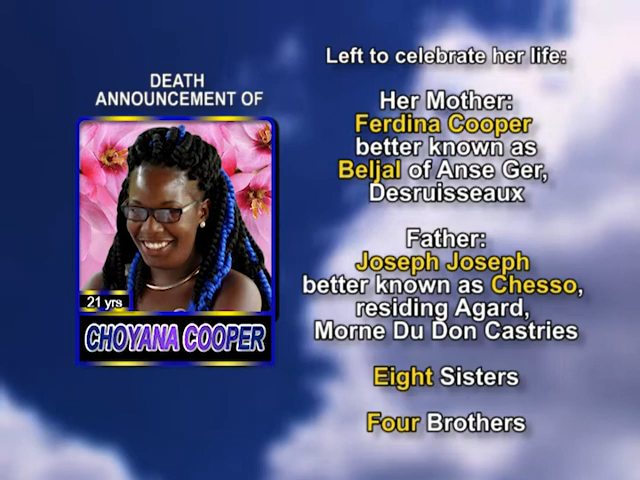 DEATH
ANNOUNCEMENT OF
21 yrs
CHOYANA COOPER
Left to celebrate her life:
Her Mother:
Ferdina Cooper
better known as
Beljal of Anse Ger,
Desruisseaux
Father:
Joseph Joseph
better known as Chesso,
residing Agard,
Morne Du Don Castries
Eight Sisters
Four Brothers